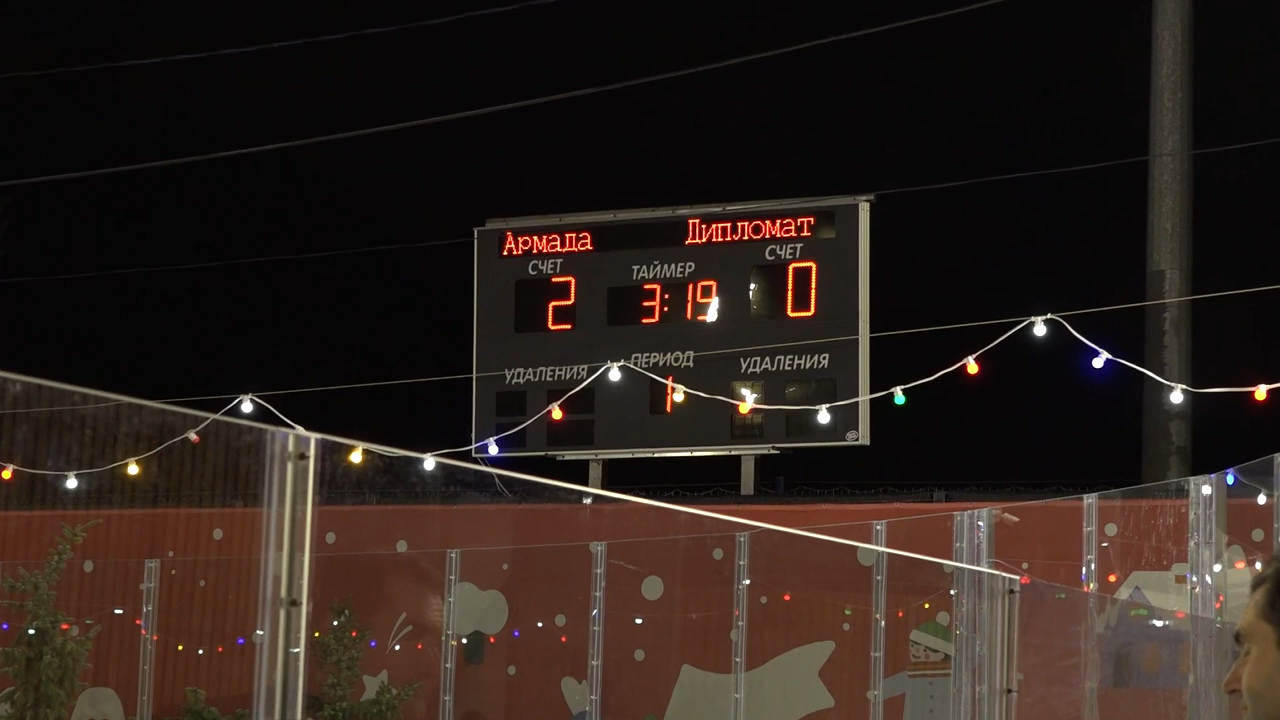 Армада Дипломат
СЧЕТ ТАЙМЕР СЧЕТ
2 3:19 0
УДАЛЕНИЯ ПЕРИОД УДАЛЕНИЯ
1